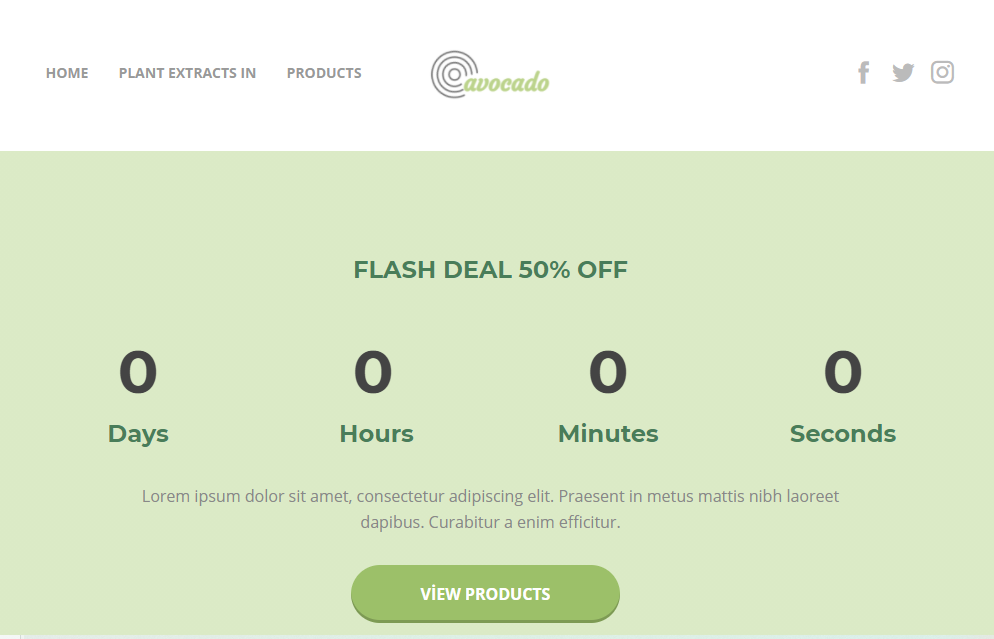 HOME PLANT EXTRACTS IN PRODUCTS avocado
FLASH DEAL 50% OFF
0 0 0 0
Days Hours Minutes Seconds
Lorem ipsum dolor sit amet, consectetur adipiscing elit. Praesent in metus mattis nibh laoreet
dapibus. Curabitur a enim efficitur.
VİEW PRODUCTS